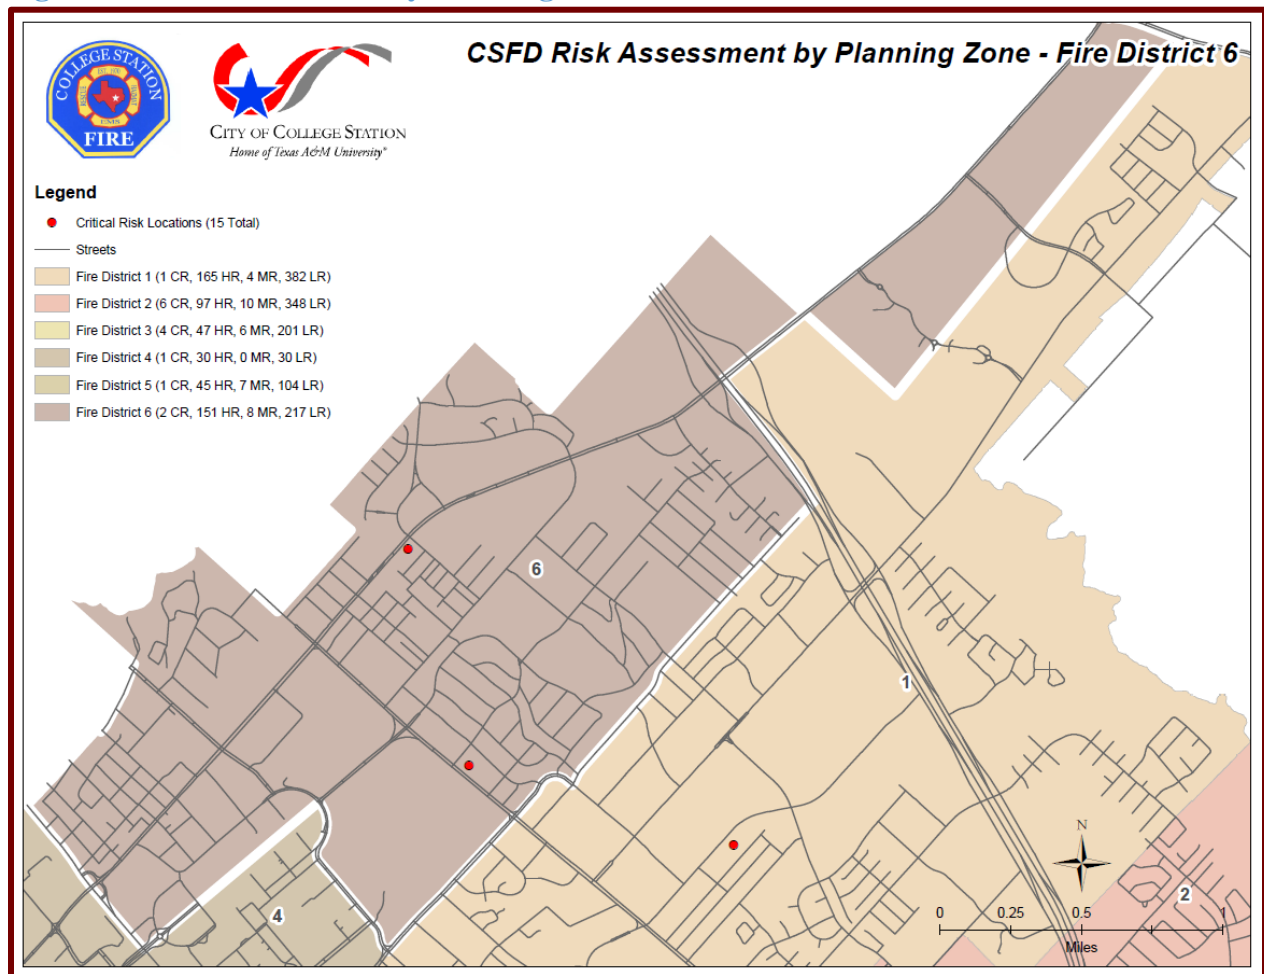 CSFD Risk Assessment by Planning Zone - Fire District 6
COLLEGE STATION
RESCUE
EMS
FIRE
CITY OF COLLEGE STATION
Home of Texas A&M University®
Legend
Critical Risk Locations (15 Total)
Streets
Fire District 1 (1 CR, 165 HR, 4 MR, 382 LR)
Fire District 2 (6 CR, 97 HR, 10 MR, 348 LR)
Fire District 3 (4 CR, 47 HR, 6 MR, 201 LR)
Fire District 4 (1 CR, 30 HR, 0 MR, 30 LR)
Fire District 5 (1 CR, 45 HR, 7 MR, 104 LR)
Fire District 6 (2 CR, 151 HR, 8 MR, 217 LR)
6
1
4
2
N
0 0.25 0.5 1
Miles